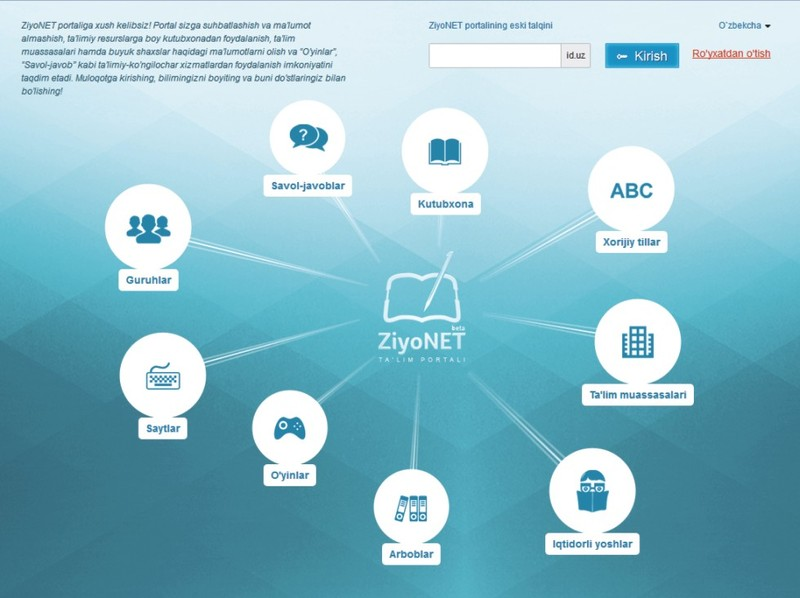 ZiyoNET portaliga xush kelibsiz! Portal sizga suhbatlashish va ma'lumot
almashish, ta'limiy resurslarga boy kutubxonadan foydalanish, ta'lim
muassasalari hamda buyuk shaxslar haqidagi ma'lumotlarni olish va "O'yinlar",
"Savol-javob" kabi ta'limiy-ko'ngilochar xizmatlardan foydalanish imkoniyatini
taqdim etadi. Muloqotga kirishing, bilimingizni boyiting va buni do'stlaringiz bilan
bo'lishing!
ZiyoNET portalining eski talqini
O`zbekcha
id.uz
Kirish
Ro'yxatdan o'tish
?
Savol-javoblar
Kutubxona
ABC
Xorijiy tillar
Guruhlar
beta
ZiyoNET
TA'LIM PORTALI
Ta'lim muassasalari
Saytlar
O'yinlar
Arboblar
Iqtidorli yoshlar